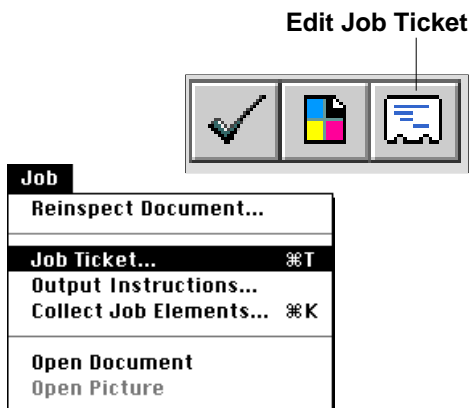 Edit Job Ticket
Job
Reinspect Document...
Job Ticket... ⌘T
Output Instructions...
Collect Job Elements... ⌘K
Open Document
Open Picture